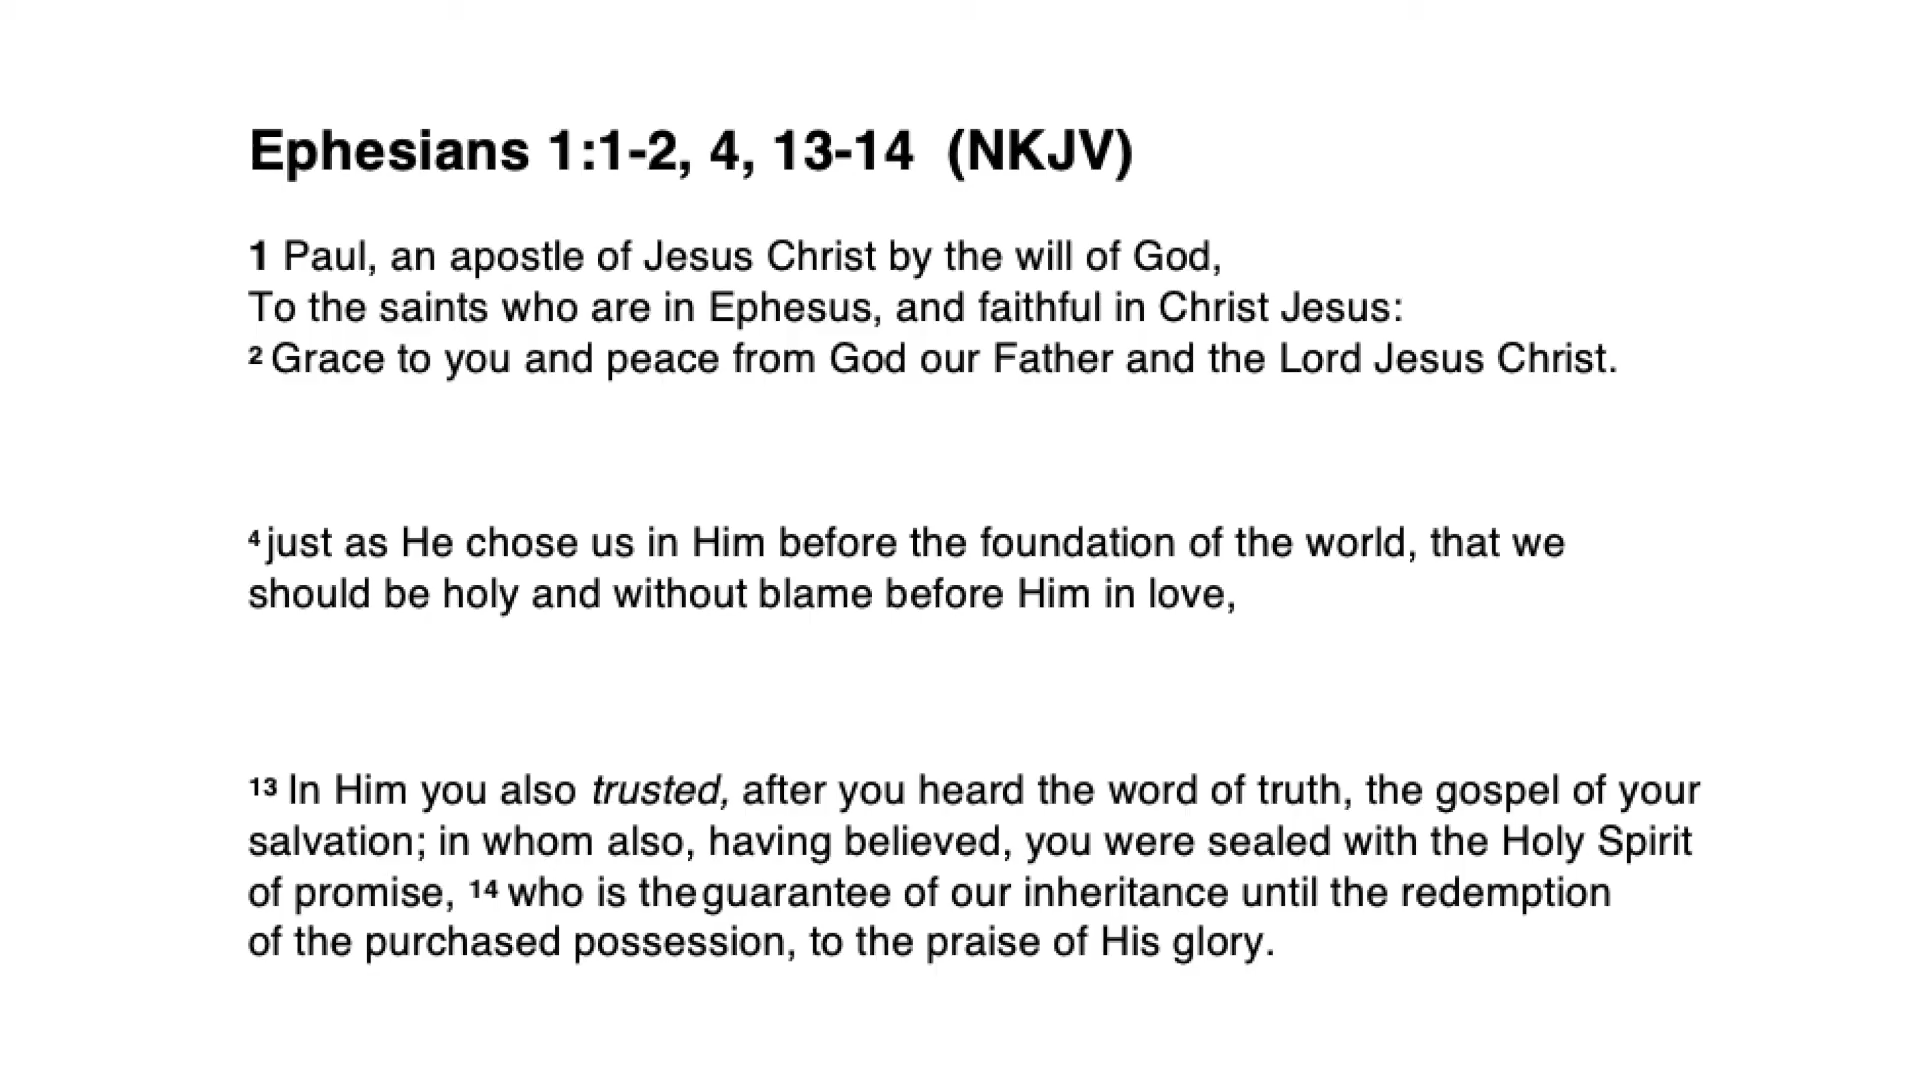 Ephesians 1:1-2, 4, 13-14  (NKJV)
1 Paul, an apostle of Jesus Christ by the will of God,
To the saints who are in Ephesus, and faithful in Christ Jesus:
2 Grace to you and peace from God our Father and the Lord Jesus Christ.
4 just as He chose us in Him before the foundation of the world, that we
should be holy and without blame before Him in love,
13 In Him you also trusted, after you heard the word of truth, the gospel of your
salvation; in whom also, having believed, you were sealed with the Holy Spirit
of promise, 14 who is the guarantee of our inheritance until the redemption
of the purchased possession, to the praise of His glory.